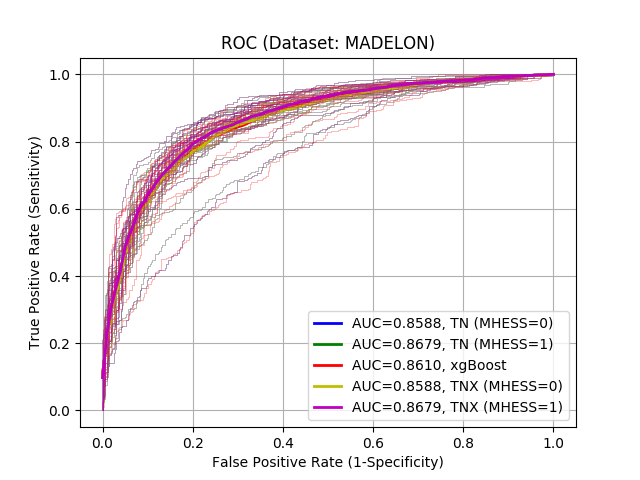 ROC (Dataset: MADELON)
True Positive Rate (Sensitivity)
1.0
0.8
0.6
0.4
0.2
0.0
AUC=0.8588, TN (MHESS=0)
AUC=0.8679, TN (MHESS=1)
AUC=0.8610, xgBoost
AUC=0.8588, TNX (MHESS=0)
AUC=0.8679, TNX (MHESS=1)
0.0 0.2 0.4 0.6 0.8 1.0
False Positive Rate (1-Specificity)